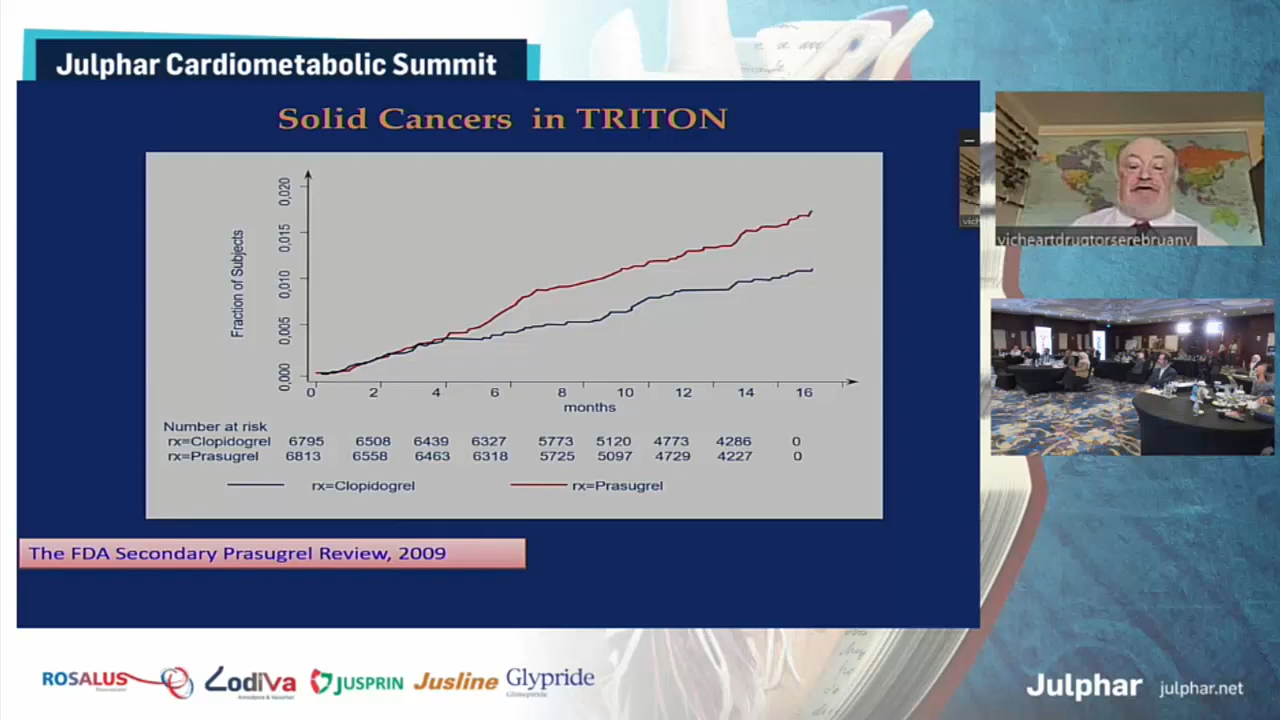 Julphar Cardiometabolic Summit
Solid Cancers in TRITON
Fraction of Subjects
0,020
0,015
0,010
0,005
0,000
0 2 4 6 8 10 12 14 16
months
Number at risk
rx=Clopidogrel 6795 6508 6439 6327 5773 5120 4773 4286 0
rx=Prasugrel 6813 6558 6463 6318 5725 5097 4729 4227 0
rx=Clopidogrel rx=Prasugrel
The FDA Secondary Prasugrel Review, 2009
vicheartdrugtorserebruany
ROSALUS
Lodiva
Amlodipine & Valsartan
JUSPRIN
Jusline
Glypride
Glimepiride
Julphar
julphar.net